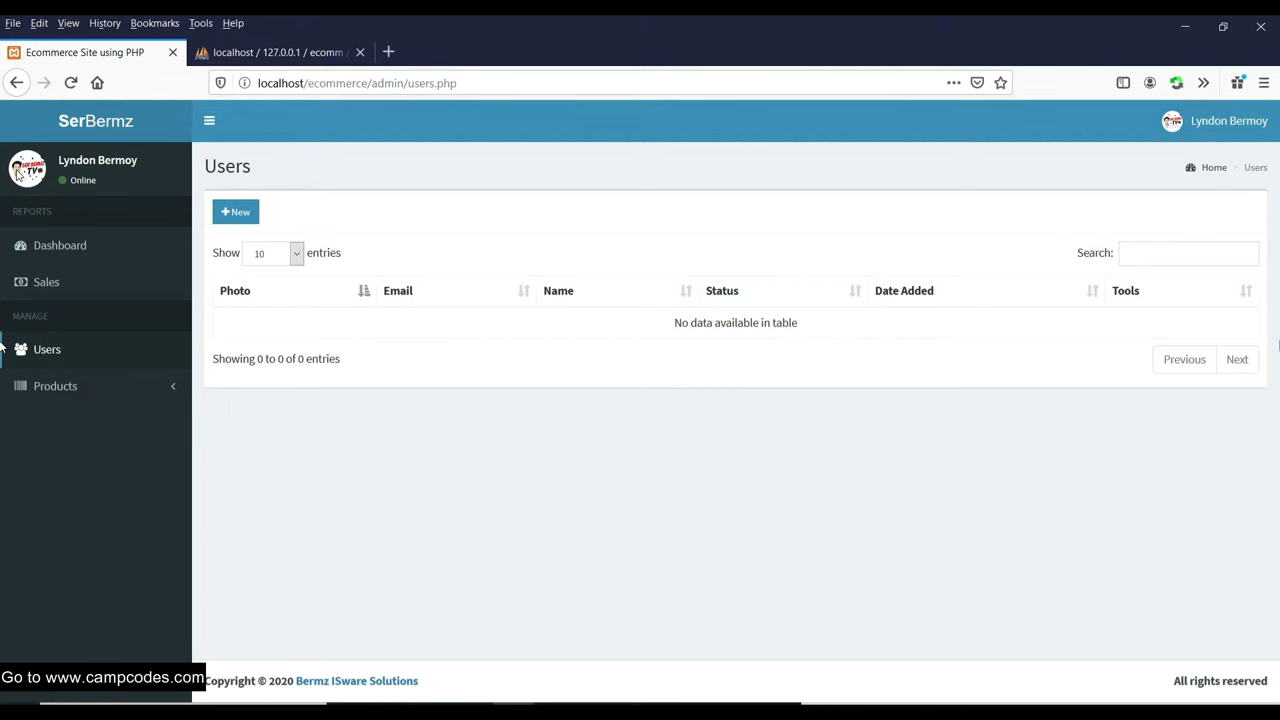 File Edit View History Bookmarks Tools Help
Ecommerce Site using PHP
localhost / 127.0.0.1 / ecomm
localhost/ecommerce/admin/users.php
SerBermz
Lyndon Bermoy
Lyndon Bermoy
Online
Users
Home > Users
REPORTS
New
Dashboard
Show 10 entries
Search:
Sales
Photo Email Name Status Date Added Tools
MANAGE
No data available in table
Users
Showing 0 to 0 of 0 entries
Previous Next
Products
Go to www.campcodes.com
Copyright © 2020 Bermz ISware Solutions
All rights reserved